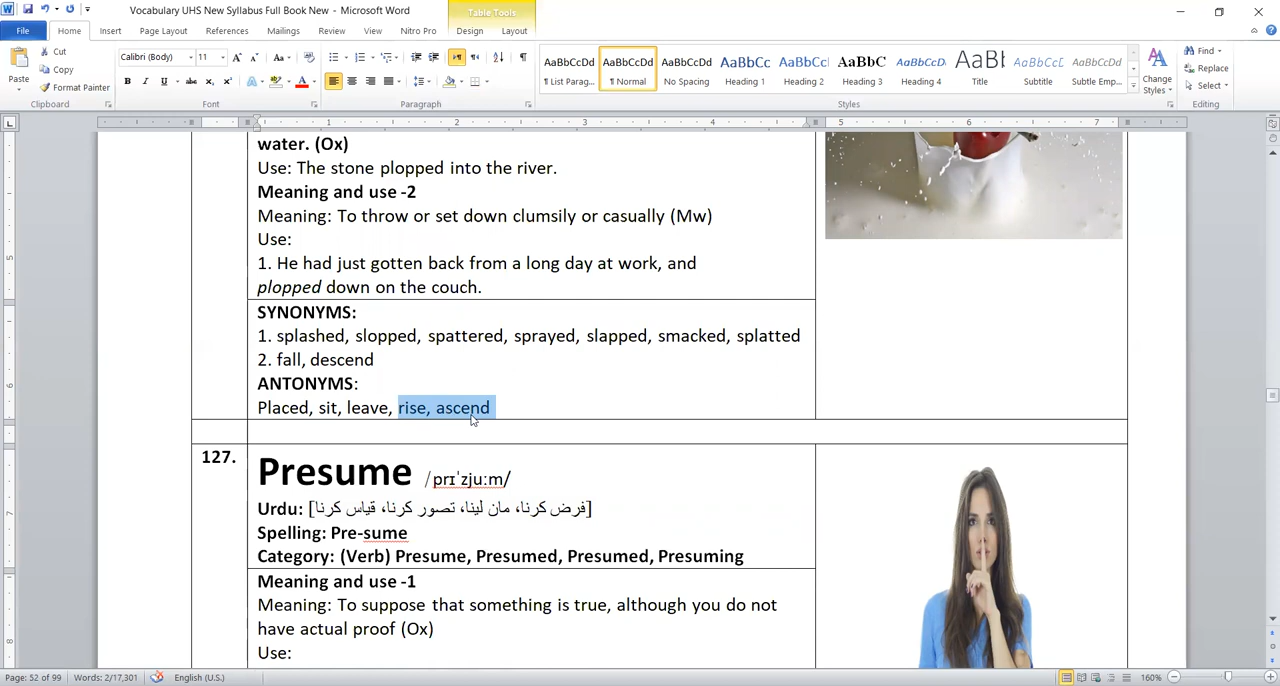 Vocabulary UHS New Syllabus Full Book New - Microsoft Word
Table Tools
File Home Insert Page Layout References Mailings Review View Nitro Pro Design Layout
Paste Cut Copy Format Painter Clipboard
Calibri (Body) 11 Font
Paragraph
AaBbCcDd AaBbCcDd AaBbCcDd AaBbCc AaBbCc AaBbC AaBbCcDd AaBb AaBbCcDd AaBbCcDd
¶ List Parag... ¶ Normal No Spacing Heading 1 Heading 2 Heading 3 Heading 4 Title Subtitle Subtle Emp...
Styles
Change Styles
Find
Replace
Select
Editing
water. (Ox)
Use: The stone plopped into the river.
Meaning and use -2
Meaning: To throw or set down clumsily or casually (Mw)
Use:
1. He had just gotten back from a long day at work, and
plopped down on the couch.
SYNONYMS:
1. splashed, slopped, spattered, sprayed, slapped, smacked, splatted
2. fall, descend
ANTONYMS:
Placed, sit, leave, rise, ascend
127.
Presume /prɪˈzjuːm/
Urdu: [فرض کرنا، مان لینا، تصور کرنا، قیاس کرنا]
Spelling: Pre-sume
Category: (Verb) Presume, Presumed, Presumed, Presuming
Meaning and use -1
Meaning: To suppose that something is true, although you do not
have actual proof (Ox)
Use:
Page: 52 of 99 Words: 2/17,301 English (U.S.) 160%